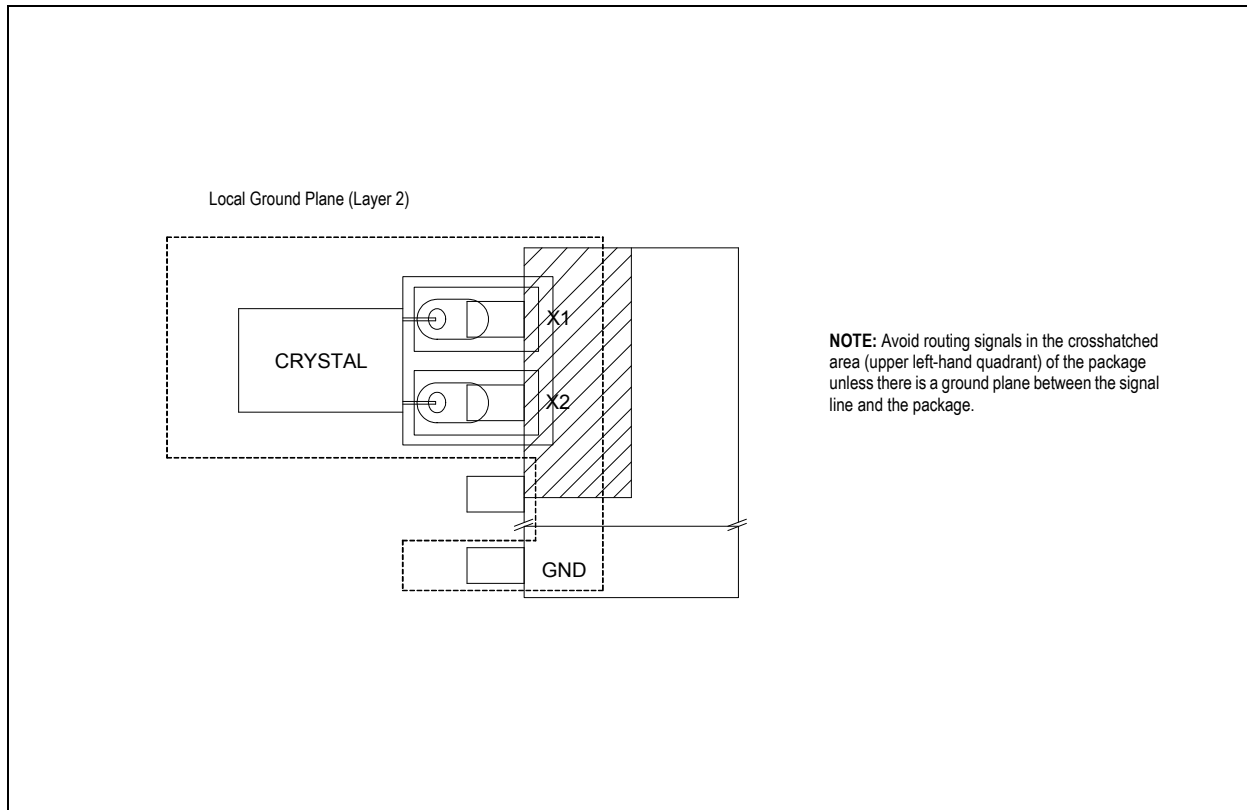 Local Ground Plane (Layer 2)
X1
CRYSTAL
X2
GND
NOTE: Avoid routing signals in the crosshatched
area (upper left-hand quadrant) of the package
unless there is a ground plane between the signal
line and the package.